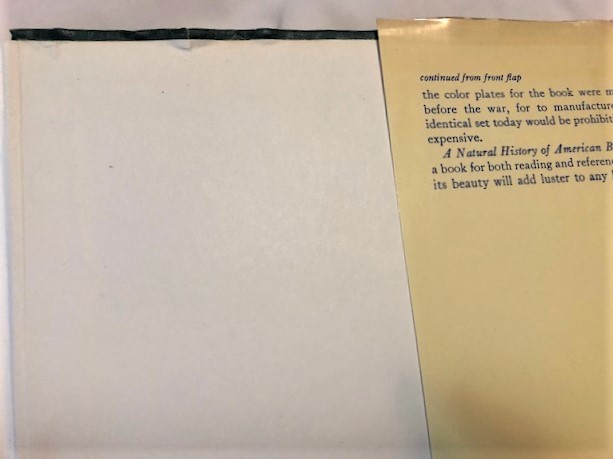 continued from front flap
the color plates for the book were m
before the war, for to manufacture
identical set today would be prohibit
expensive.
A Natural History of American B
a book for both reading and referen
its beauty will add luster to any